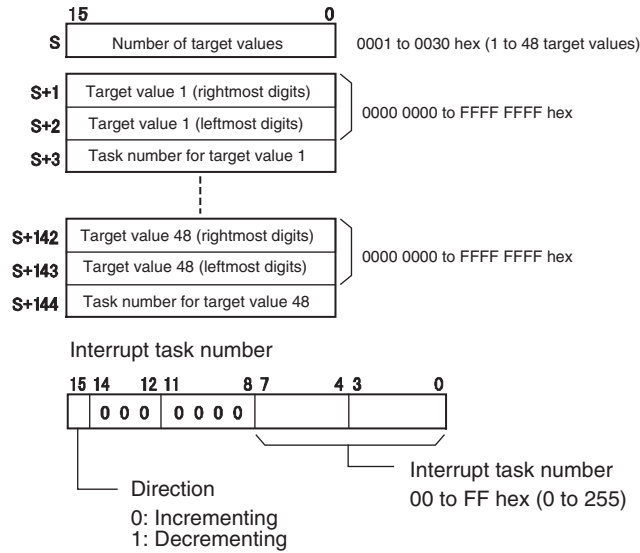 15 0
S Number of target values 0001 to 0030 hex (1 to 48 target values)
S+1 Target value 1 (rightmost digits)
0000 0000 to FFFF FFFF hex
S+2 Target value 1 (leftmost digits)
S+3 Task number for target value 1
S+142 Target value 48 (rightmost digits)
0000 0000 to FFFF FFFF hex
S+143 Target value 48 (leftmost digits)
S+144 Task number for target value 48
Interrupt task number
15 14 12 11 8 7 4 3 0
0 0 0 0 0 0 0
Interrupt task number
00 to FF hex (0 to 255)
Direction
0: Incrementing
1: Decrementing